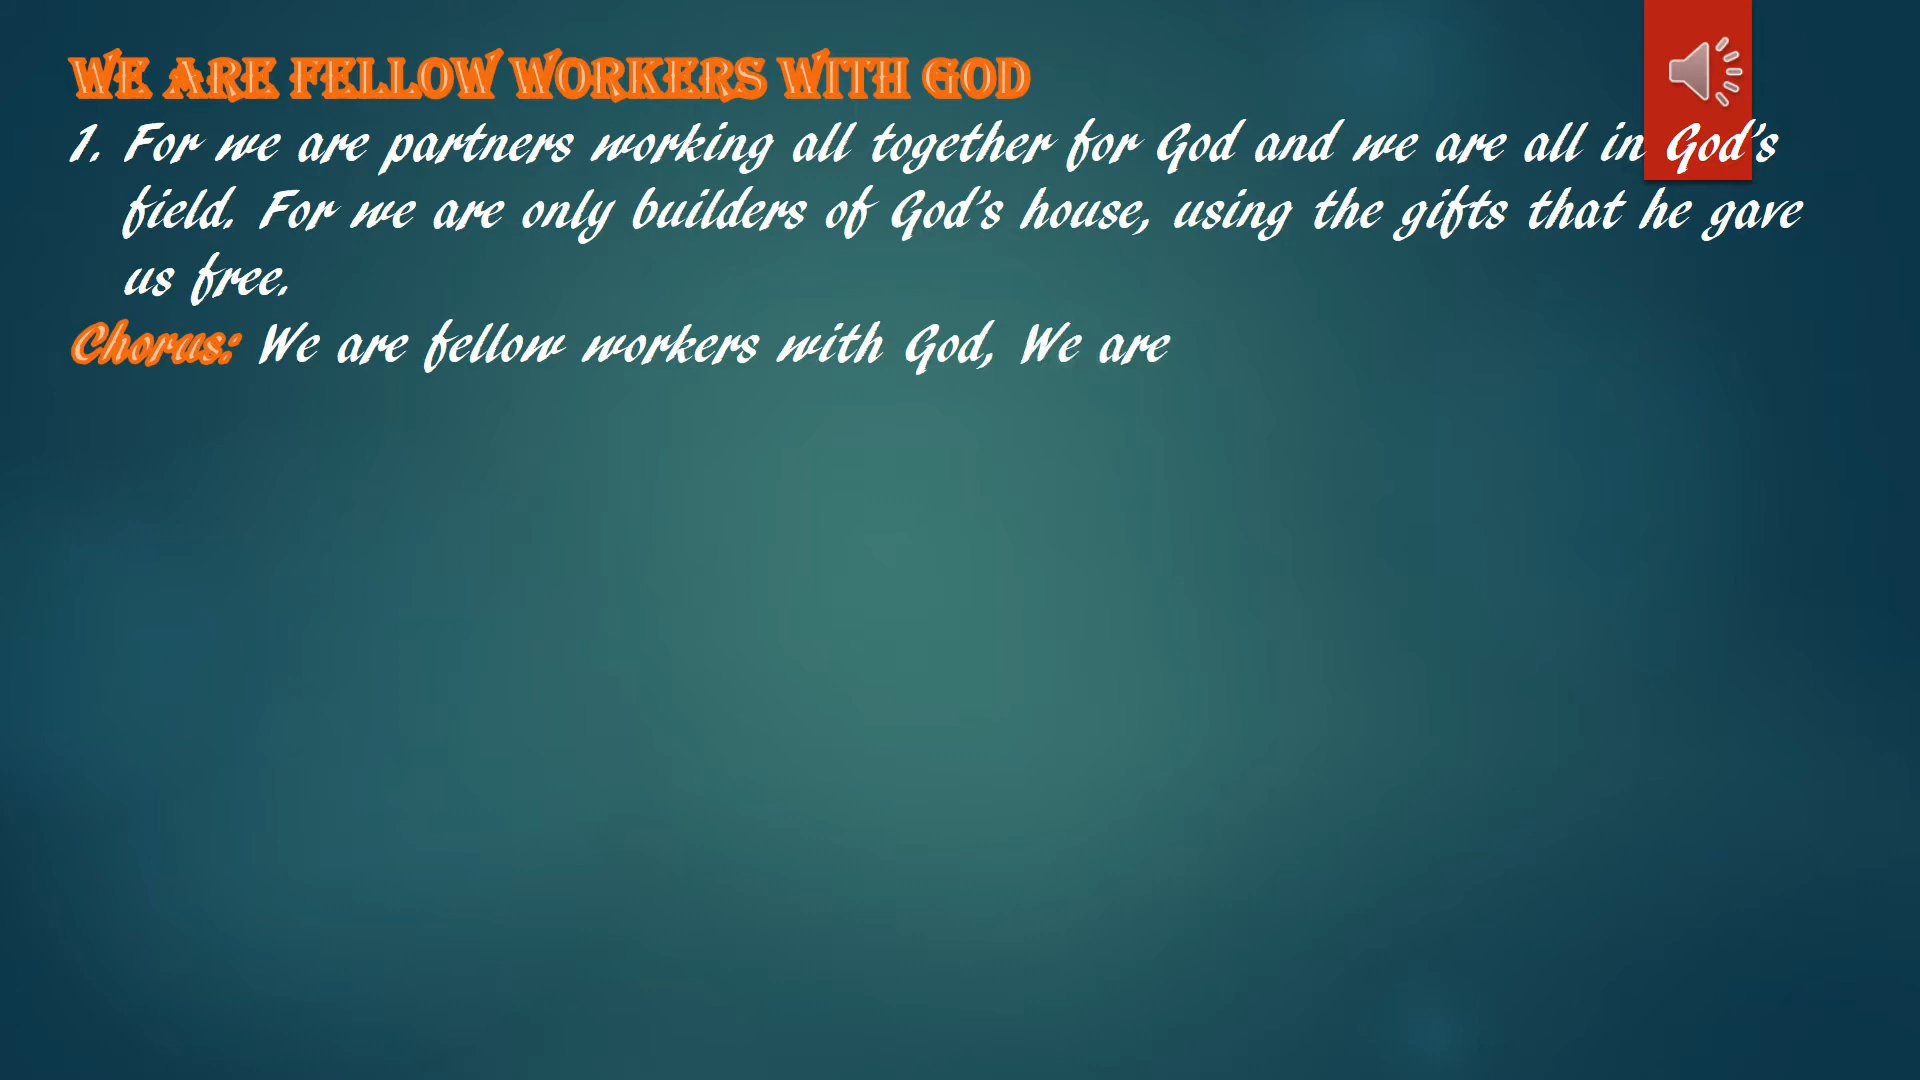 WE ARE FELLOW WORKERS WITH GOD
1. For we are partners working all together for God and we are all in God's
field. For we are only builders of God's house, using the gifts that he gave
us free.
Chorus: We are fellow workers with God, We are